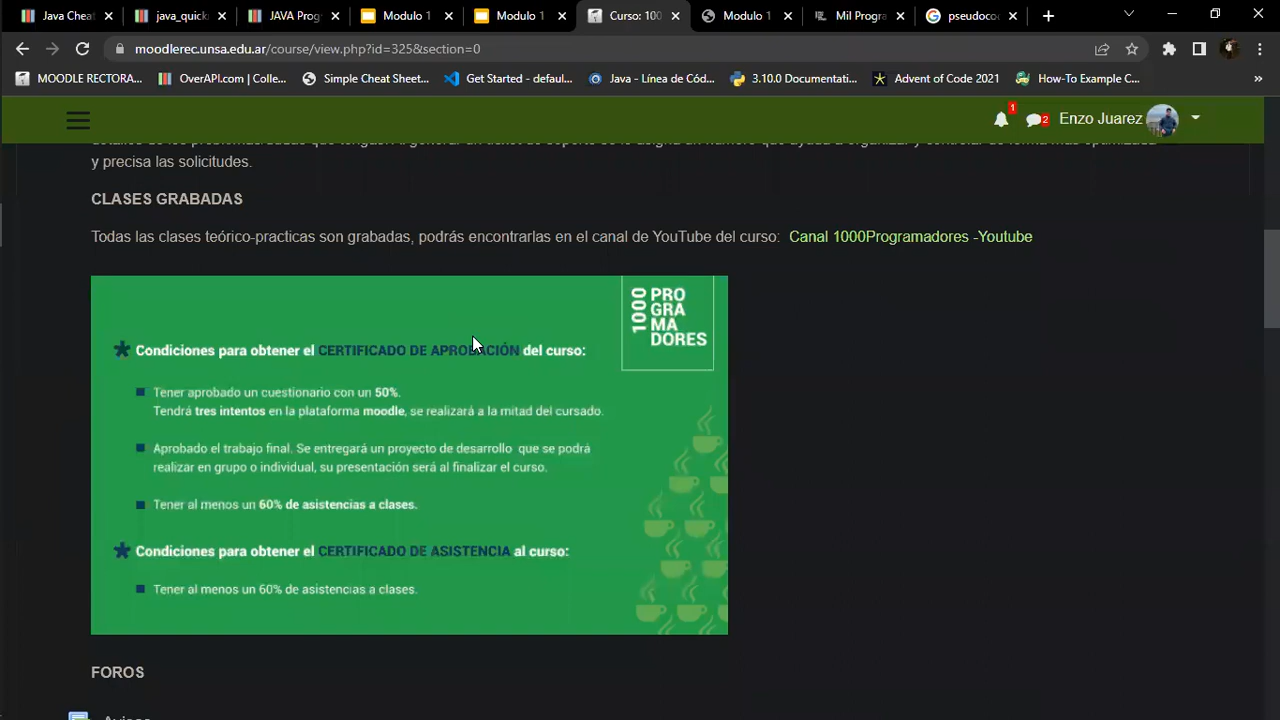 Java Cheat
java_quick
JAVA Prog
Modulo 1
Modulo 1
Curso: 100
Modulo 1
Mil Progra
pseudoco
moodlerec.unsa.edu.ar/course/view.php?id=325&section=0
MOODLE RECTORA...
OverAPI.com | Colle...
Simple Cheat Sheet...
Get Started - defaul...
Java - Línea de Cód...
3.10.0 Documentati...
Advent of Code 2021
How-To Example C...
»
1
2
Enzo Juarez
y precisa las solicitudes.
CLASES GRABADAS
Todas las clases teórico-practicas son grabadas, podrás encontrarlas en el canal de YouTube del curso: Canal 1000Programadores -Youtube
1000
PRO
GRA
MA
DORES
Condiciones para obtener el CERTIFICADO DE APROBACIÓN del curso:
Tener aprobado un cuestionario con un 50%.
Tendrá tres intentos en la plataforma moodle, se realizará a la mitad del cursado.
Aprobado el trabajo final. Se entregará un proyecto de desarrollo que se podrá
realizar en grupo o individual, su presentación será al finalizar el curso.
Tener al menos un 60% de asistencias a clases.
Condiciones para obtener el CERTIFICADO DE ASISTENCIA al curso:
Tener al menos un 60% de asistencias a clases.
FOROS